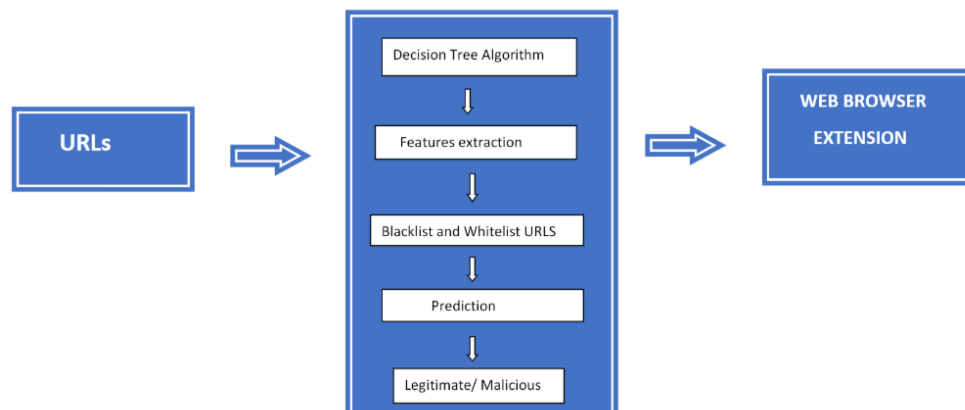 URLs
Decision Tree Algorithm
Features extraction
Blacklist and Whitelist URLS
Prediction
Legitimate/ Malicious
WEB BROWSER
EXTENSION